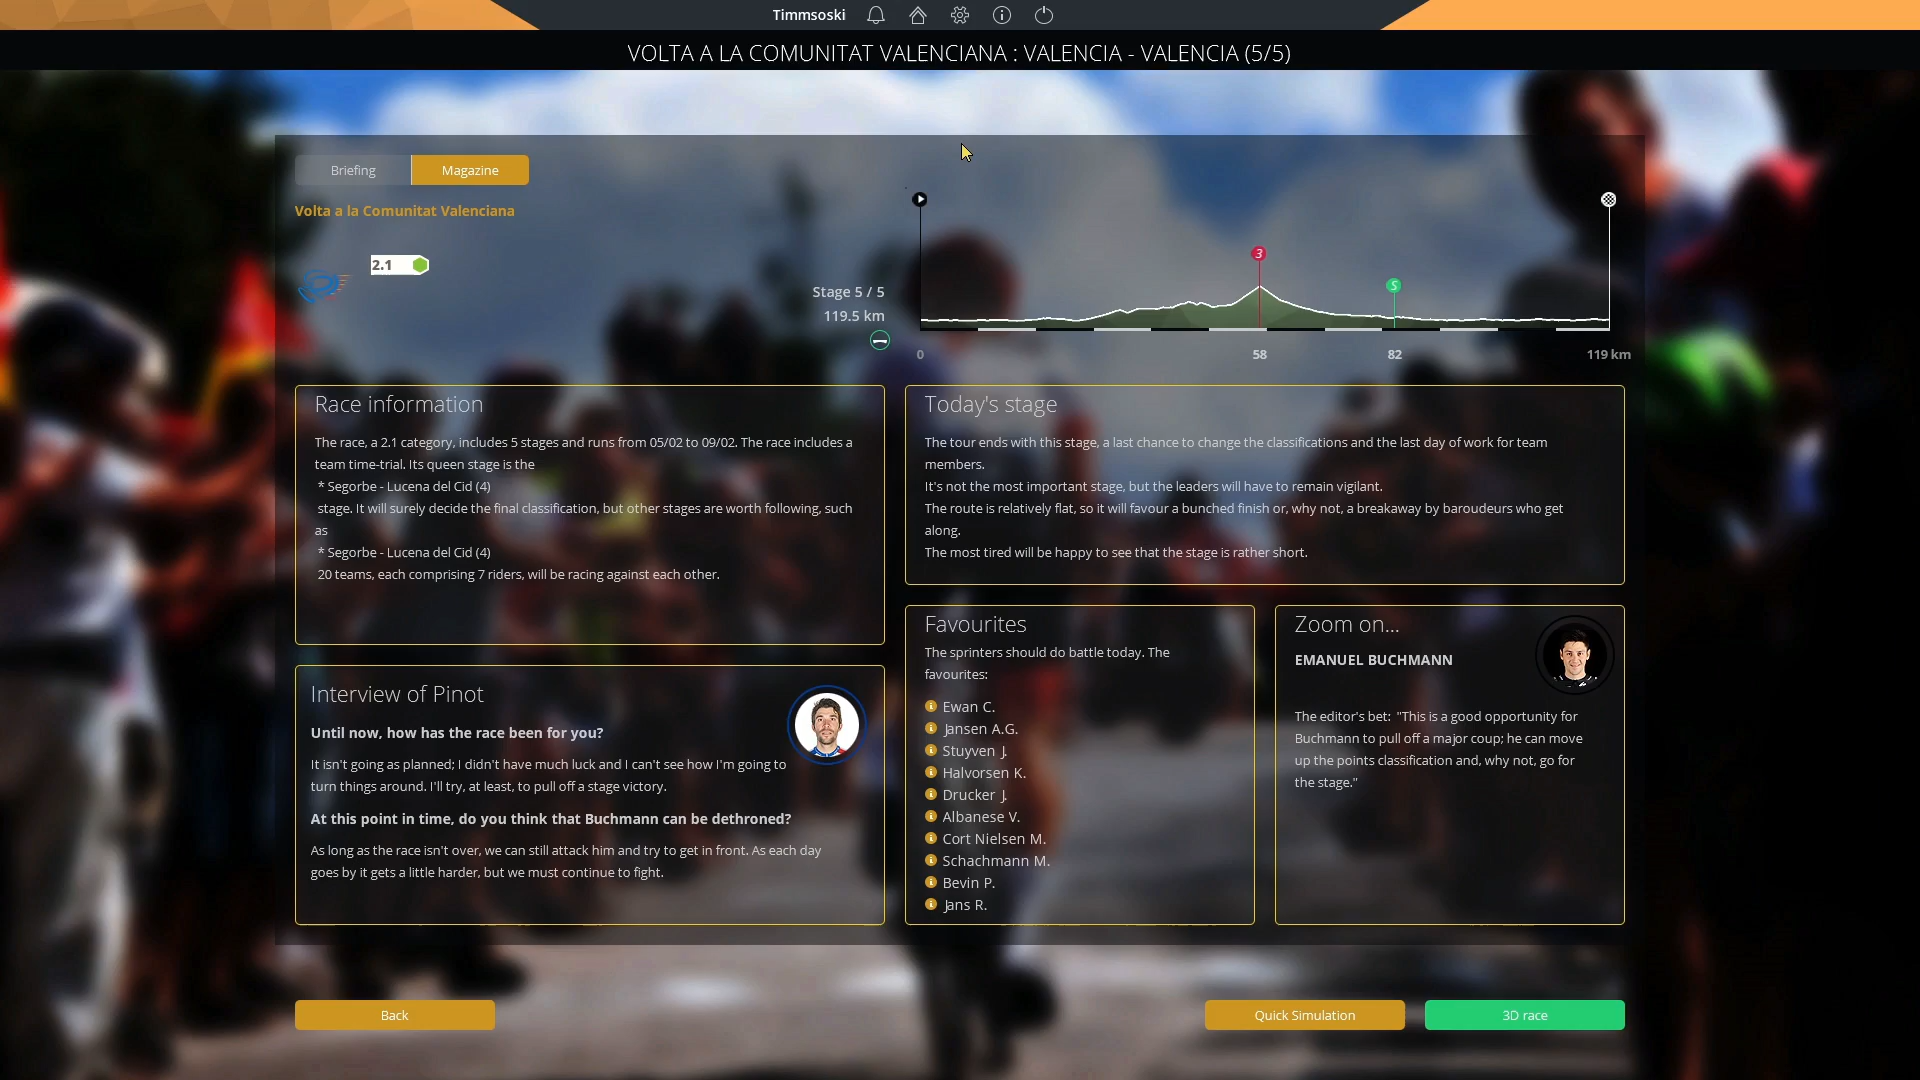 Timmsoski
VOLTA A LA COMUNITAT VALENCIANA : VALENCIA - VALENCIA (5/5)
Briefing
Magazine
Volta a la Comunitat Valenciana
2.1
Stage 5 / 5
119.5 km
3
S
0
58
82
119 km
Race information
The race, a 2.1 category, includes 5 stages and runs from 05/02 to 09/02. The race includes a
team time-trial. Its queen stage is the
* Segorbe - Lucena del Cid (4)
stage. It will surely decide the final classification, but other stages are worth following, such
as
* Segorbe - Lucena del Cid (4)
20 teams, each comprising 7 riders, will be racing against each other.
Today's stage
The tour ends with this stage, a last chance to change the classifications and the last day of work for team
members.
It's not the most important stage, but the leaders will have to remain vigilant.
The route is relatively flat, so it will favour a bunched finish or, why not, a breakaway by baroudeurs who get
along.
The most tired will be happy to see that the stage is rather short.
Interview of Pinot
Until now, how has the race been for you?
It isn't going as planned; I didn't have much luck and I can't see how I'm going to
turn things around. I'll try, at least, to pull off a stage victory.
At this point in time, do you think that Buchmann can be dethroned?
As long as the race isn't over, we can still attack him and try to get in front. As each day
goes by it gets a little harder, but we must continue to fight.
Favourites
The sprinters should do battle today. The
favourites:
Ewan C.
Jansen A.G.
Stuyven J.
Halvorsen K.
Drucker J.
Albanese V.
Cort Nielsen M.
Schachmann M.
Bevin P.
Jans R.
Zoom on...
EMANUEL BUCHMANN
The editor's bet: "This is a good opportunity for
Buchmann to pull off a major coup; he can move
up the points classification and, why not, go for
the stage."
Back
Quick Simulation
3D race